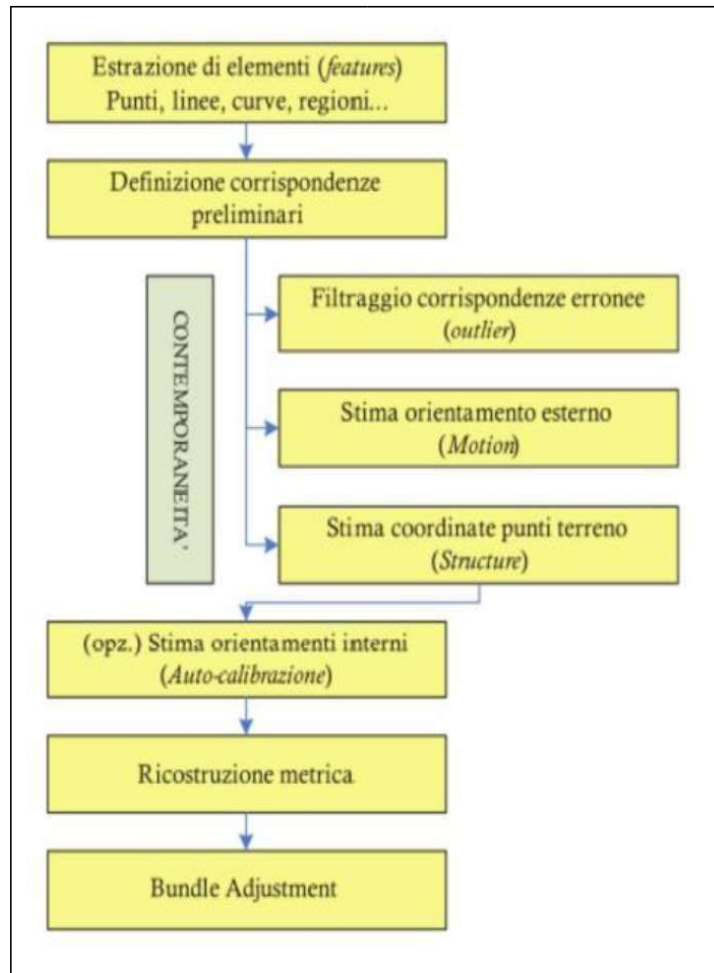 Estrazione di elementi (features)
Punti, linee, curve, regioni...
Definizione corrispondenze
preliminari
CONTEMPORANEITA'
Filtraggio corrispondenze erronee
(outlier)
Stima orientamento esterno
(Motion)
Stima coordinate punti terreno
(Structure)
(opz.) Stima orientamenti interni
(Auto-calibrazione)
Ricostruzione metrica
Bundle Adjustment